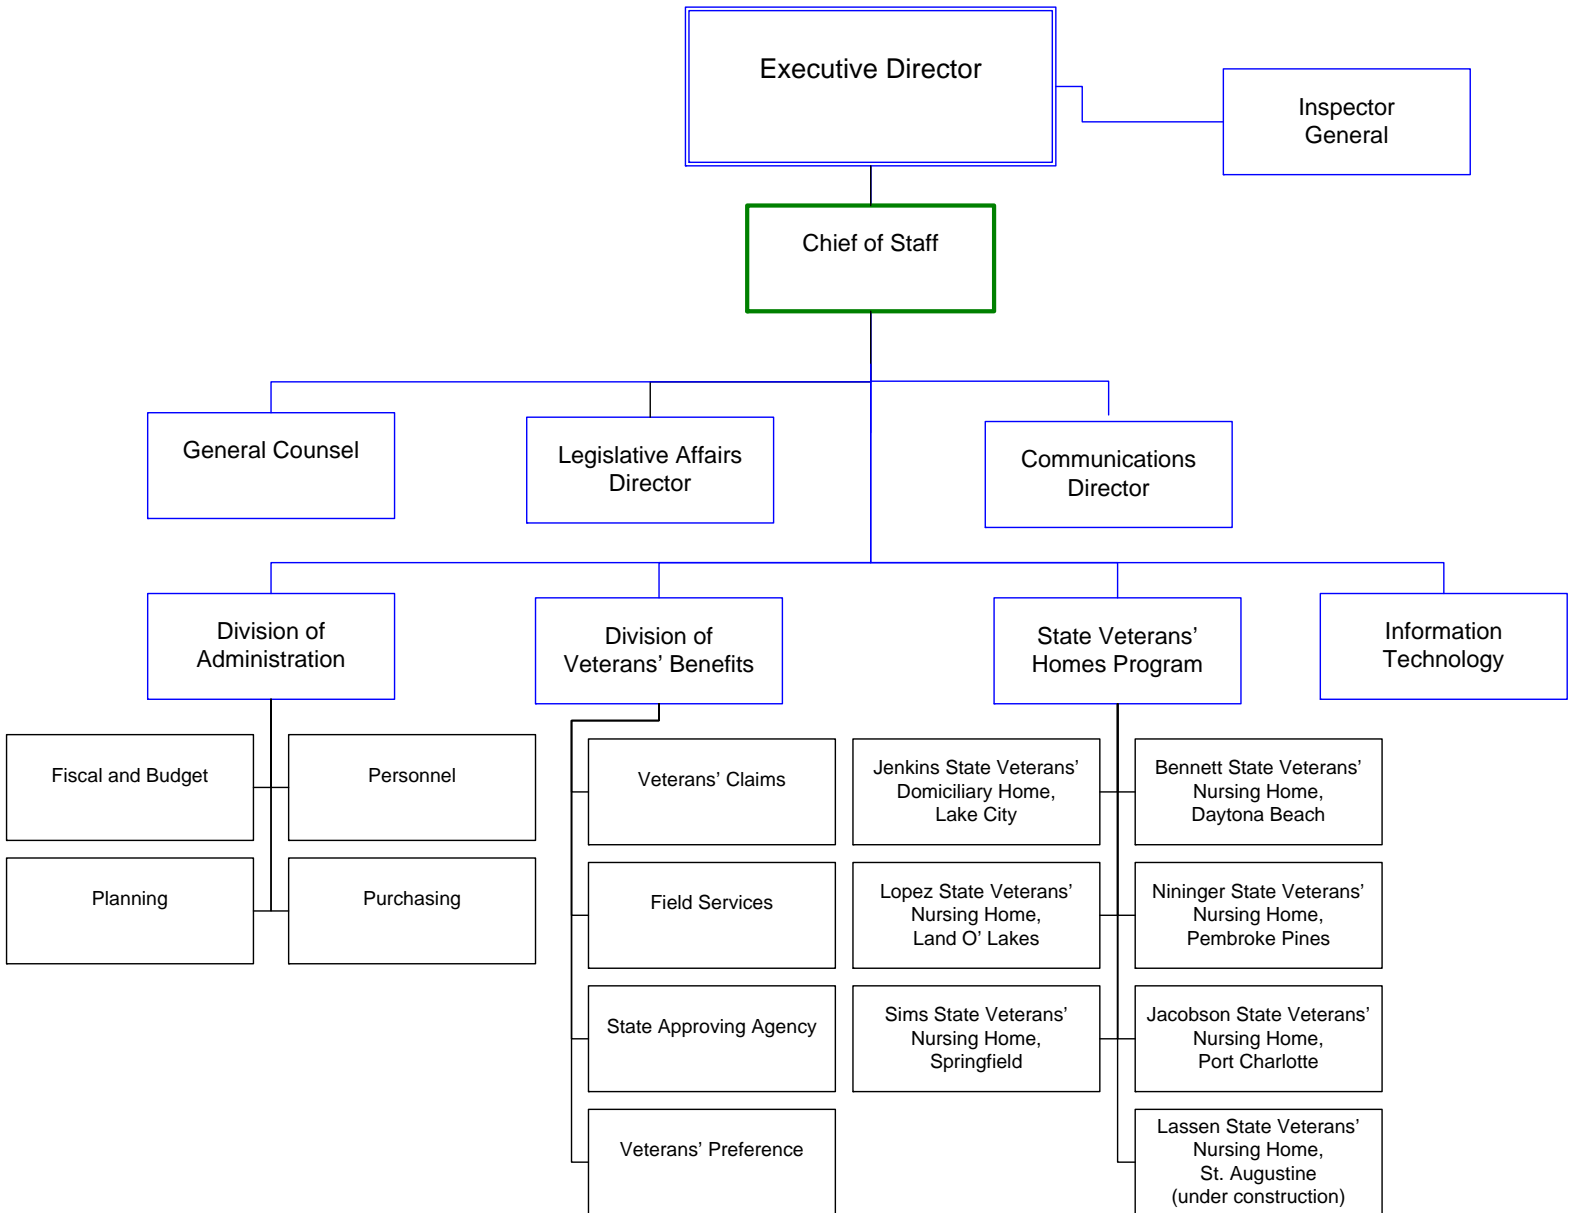 Executive Director
Inspector
General
Chief of Staff
General Counsel
Legislative Affairs
Director
Communications
Director
Division of
Administration
Division of
Veterans’ Benefits
State Veterans’
Homes Program
Information
Technology
Fiscal and Budget
Personnel
Planning
Purchasing
Veterans’ Claims
Field Services
State Approving Agency
Veterans’ Preference
Jenkins State Veterans’
Domiciliary Home,
Lake City
Bennett State Veterans’
Nursing Home,
Daytona Beach
Lopez State Veterans’
Nursing Home,
Land O’ Lakes
Nininger State Veterans’
Nursing Home,
Pembroke Pines
Sims State Veterans’
Nursing Home,
Springfield
Jacobson State Veterans’
Nursing Home,
Port Charlotte
Lassen State Veterans’
Nursing Home,
St. Augustine
(under construction)